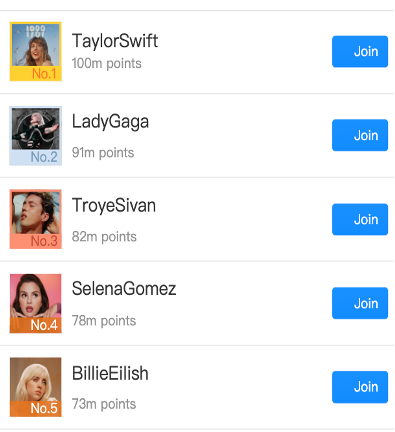 TaylorSwift
100m points
No.1
Join
LadyGaga
91m points
No.2
Join
TroyeSivan
82m points
No.3
Join
SelenaGomez
78m points
No.4
Join
BillieEilish
73m points
No.5
Join